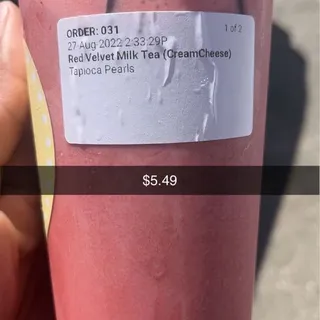 ORDER: 031
1 of 2
27 Aug 2022 2:33:29P
Red Velvet Milk Tea (CreamCheese)
Tapioca Pearls
$5.49